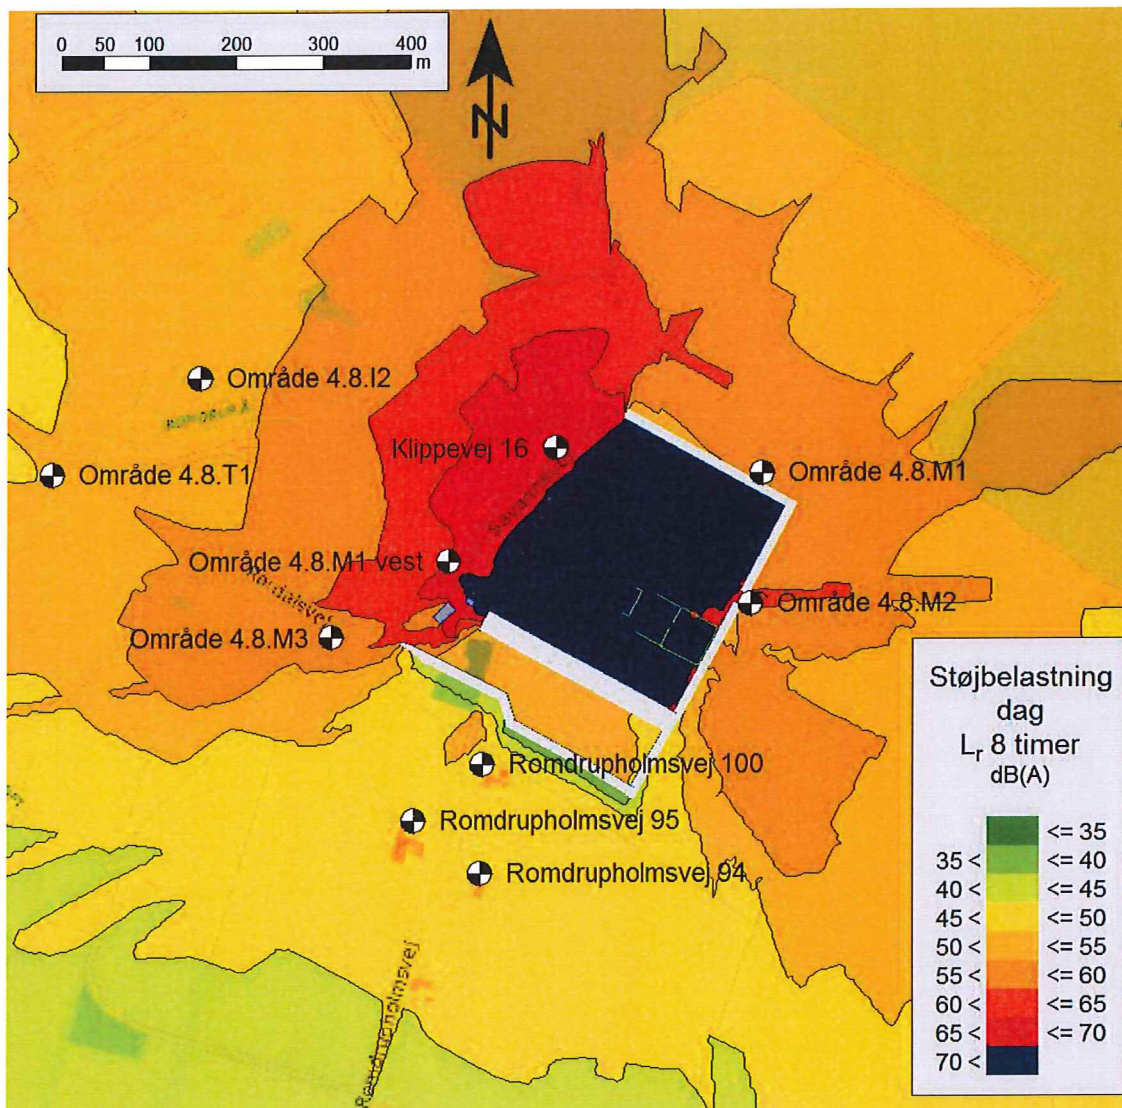 0 50 100 200 300 400
m
N
Område 4.8.I2
Klippevej 16
Område 4.8.T1
Område 4.8.M1
Område 4.8.M1 vest
Rørdalsvej
Område 4.8.M2
Område 4.8.M3
Romdrupholmsvej 100
Romdrupholmsvej 95
Romdrupholmsvej 94
Romdrupholmsvej
Støjbelastning
dag
Lr 8 timer
dB(A)
<= 35
35 < <= 40
40 < <= 45
45 < <= 50
50 < <= 55
55 < <= 60
60 < <= 65
65 < <= 70
70 <